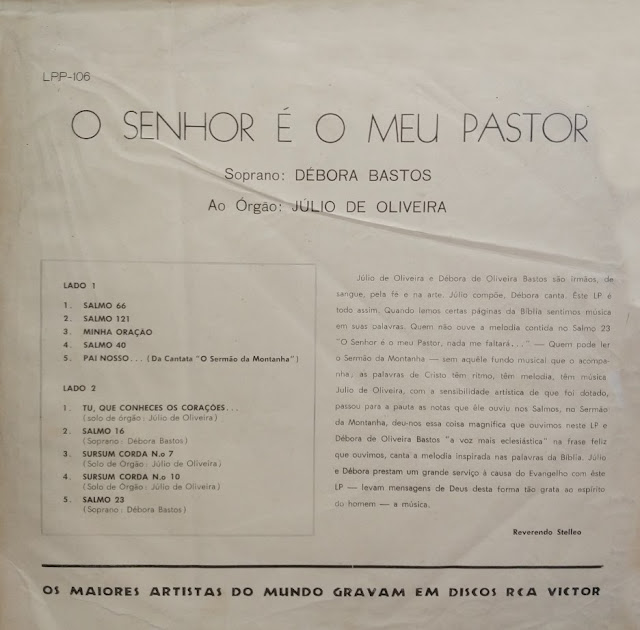 LPP-106
O SENHOR É O MEU PASTOR
Soprano: DÉBORA BASTOS
Ao Órgão: JÚLIO DE OLIVEIRA
LADO 1
1. SALMO 66
2. SALMO 121
3. MINHA ORAÇÃO
4. SALMO 40
5. PAI NOSSO... (Da Cantata "O Sermão da Montanha")
LADO 2
1. TU, QUE CONHECES OS CORAÇÕES...
(solo de órgão: Júlio de Oliveira)
2. SALMO 16
(Soprano: Débora Bastos)
3. SURSUM CORDA N.o 7
(Solo de Órgão: Júlio de Oliveira)
4. SURSUM CORDA N.o 10
(Solo de Órgão: Júlio de Oliveira)
5. SALMO 23
(Soprano: Débora Bastos)
Júlio de Oliveira e Débora de Oliveira Bastos são irmãos, de
sangue, pela fé e na arte. Júlio compõe, Débora canta. Êste LP é
todo assim. Quando lemos certas páginas da Bíblia sentimos música
em suas palavras. Quem não ouve a melodia contida no Salmo 23
"O Senhor é o meu Pastor, nada me faltará..." — Quem pode ler
o Sermão da Montanha — sem aquêle fundo musical que o acompa-
nha; as palavras de Cristo têm rítmo, têm melodia, têm música
Julio de Oliveira, com a sensibilidade artística de que foi dotado,
passou para a pauta as notas que êle ouviu nos Salmos, no Sermão
da Montanha, deu-nos essa coisa magnífica que ouvimos neste LP e
Débora de Oliveira Bastos "a voz mais eclesiástica" na frase feliz
que ouvimos, canta a melodia inspirada nas palavras da Bíblia. Júlio
e Débora prestam um grande serviço à causa do Evangelho com êste
LP — levam mensagens de Deus desta forma tão grata ao espírito
do homem — a música.
Reverendo Stelleo
OS MAIORES ARTISTAS DO MUNDO GRAVAM EM DISCOS RCA VICTOR